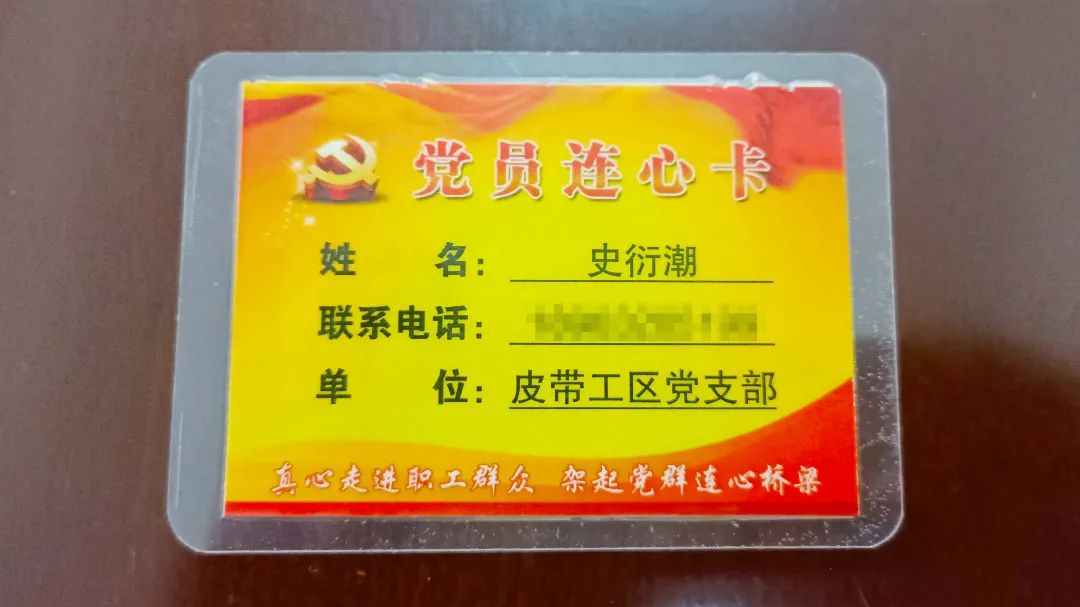 党员连心卡
姓名：史衍潮
联系电话：
单位：皮带工区党支部
真心走进职工群众 架起党群连心桥梁